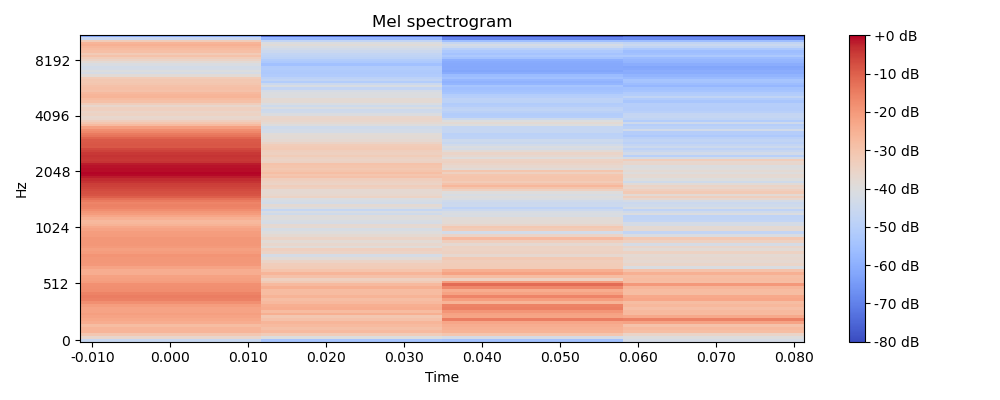 Mel spectrogram
Hz
8192
4096
2048
1024
512
0
-0.010 0.000 0.010 0.020 0.030 0.040 0.050 0.060 0.070 0.080
Time
+0 dB
-10 dB
-20 dB
-30 dB
-40 dB
-50 dB
-60 dB
-70 dB
-80 dB